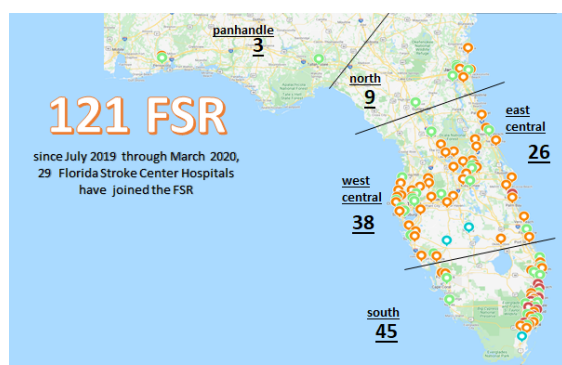 panhandle
3
121 FSR
since July 2019 through March 2020,
29 Florida Stroke Center Hospitals
have joined the FSR
north
9
east
central
26
west
central
38
south
45